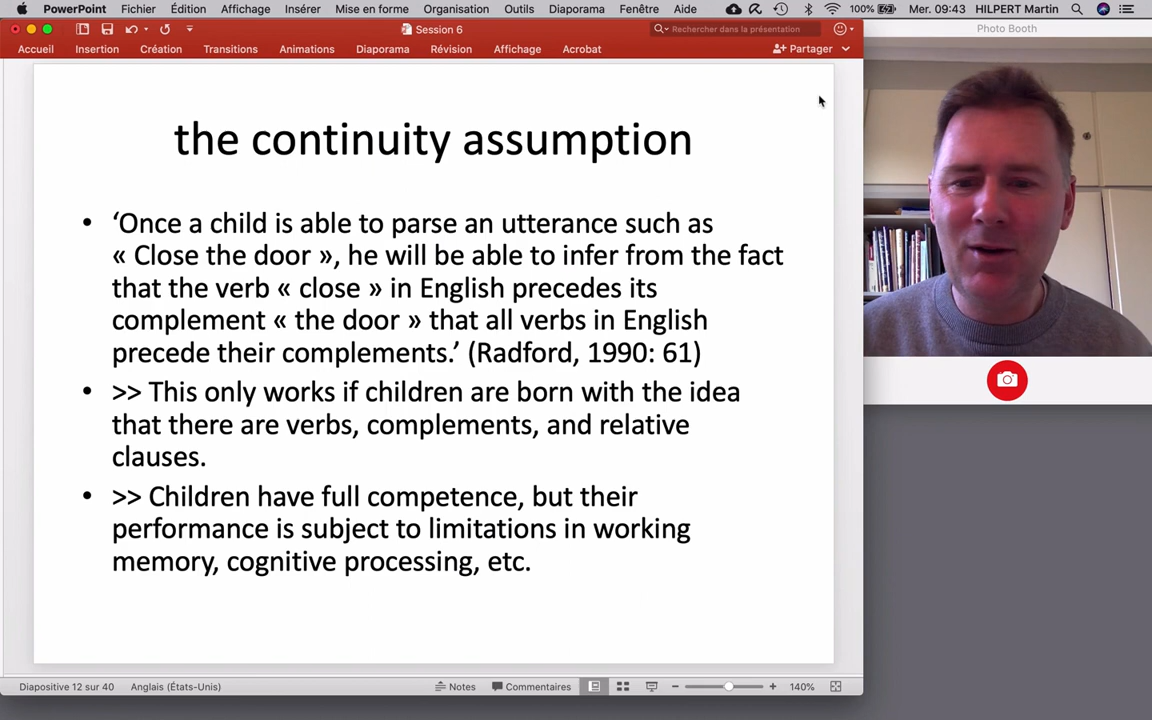 PowerPoint Fichier Édition Affichage Insérer Mise en forme Organisation Outils Diaporama Fenêtre Aide 100% Mer. 09:43 HILPERT Martin
Session 6 Rechercher dans la présentation
Photo Booth
Accueil Insertion Création Transitions Animations Diaporama Révision Affichage Acrobat Partager
the continuity assumption
• ‘Once a child is able to parse an utterance such as
« Close the door », he will be able to infer from the fact
that the verb « close » in English precedes its
complement « the door » that all verbs in English
precede their complements.’ (Radford, 1990: 61)
• >> This only works if children are born with the idea
that there are verbs, complements, and relative
clauses.
• >> Children have full competence, but their
performance is subject to limitations in working
memory, cognitive processing, etc.
Diapositive 12 sur 40 Anglais (États-Unis) Notes Commentaires 140%